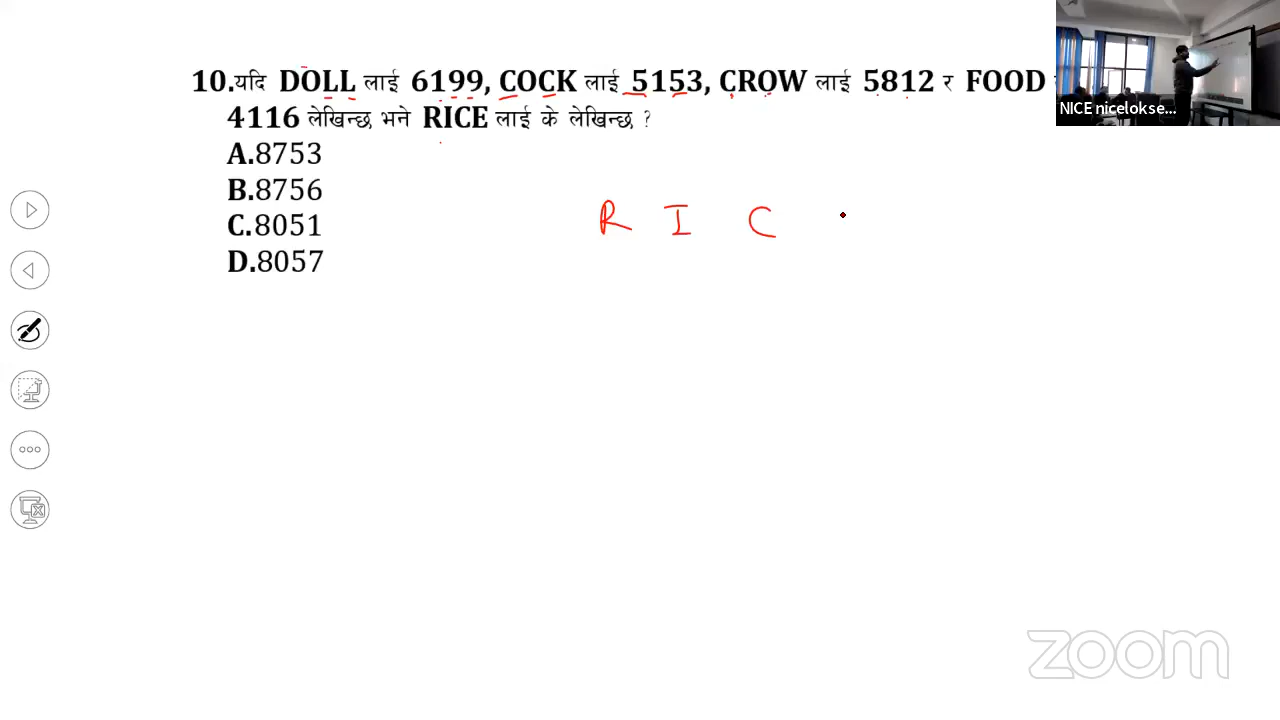 10.यदि DOLL लाई 6199, COCK लाई 5153, CROW लाई 5812 र FOOD
4116 लेखिन्छ भने RICE लाई के लेखिन्छ ?
A.8753
B.8756
C.8051
D.8057
R I C
NICE nicelokse...
zoom